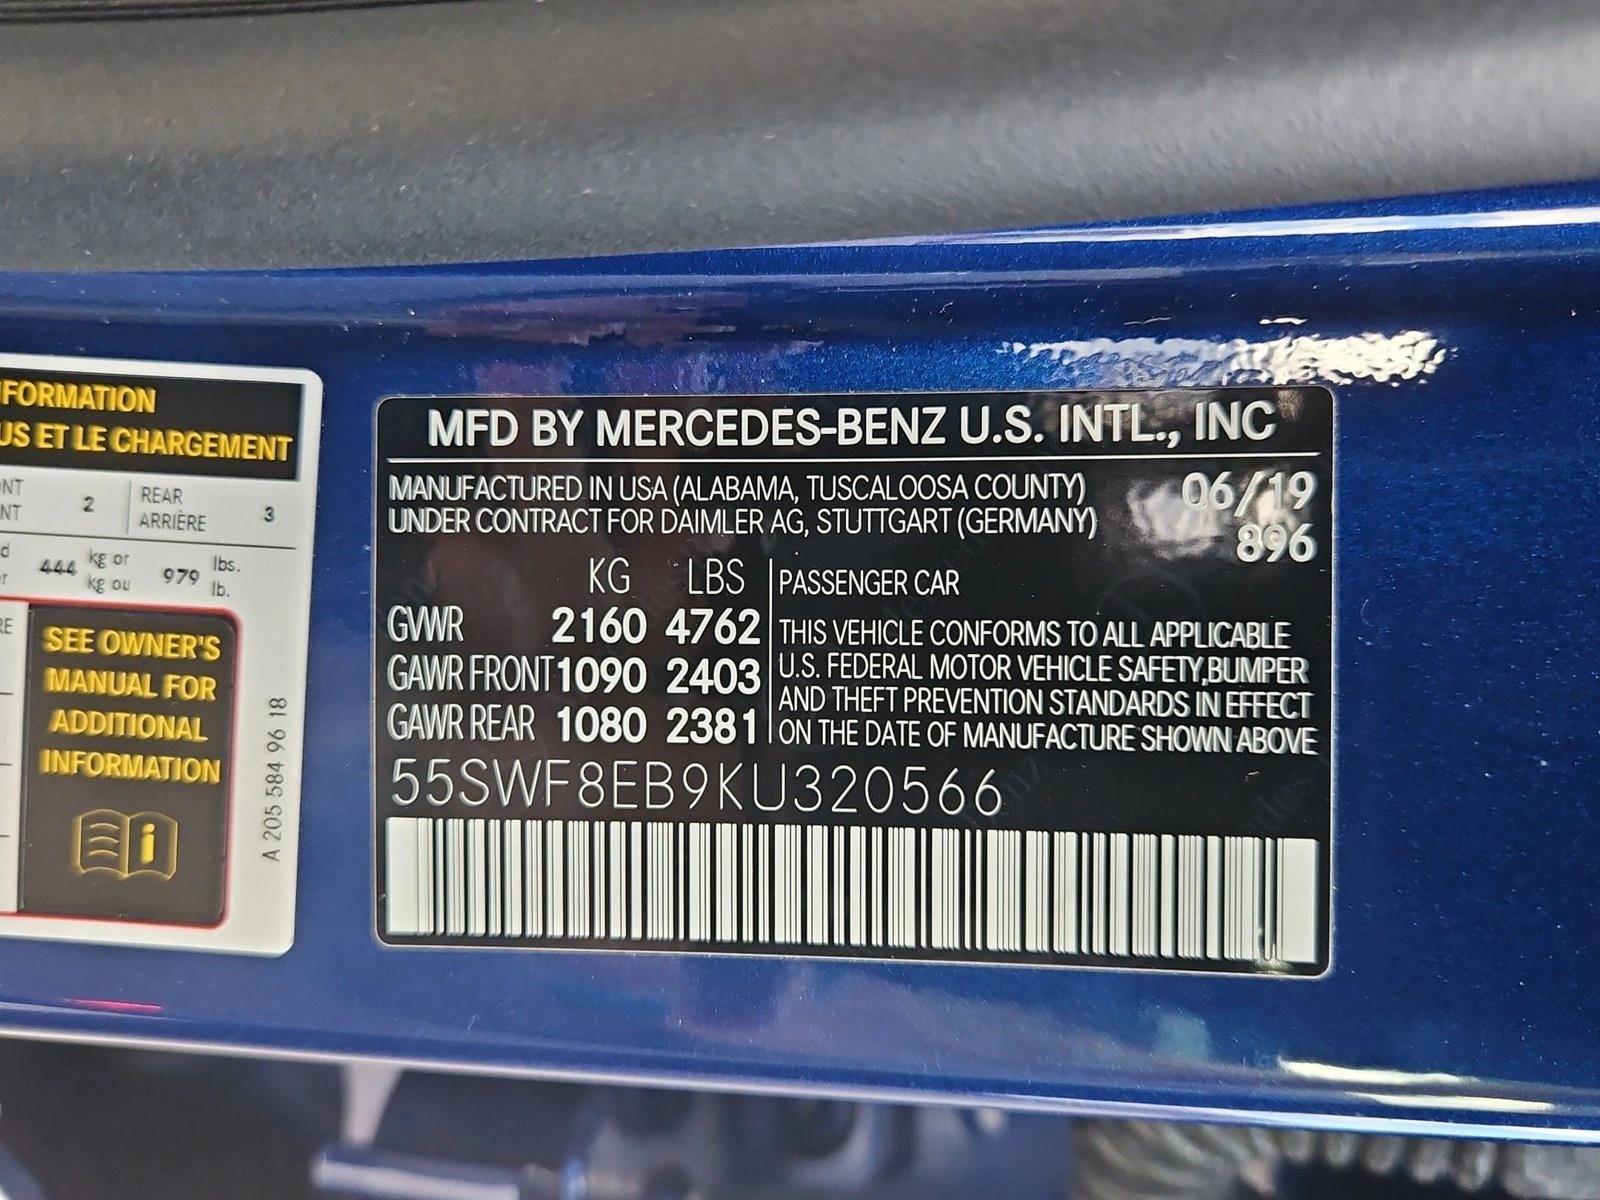 FORMATION
US ET LE CHARGEMENT
2 REAR 3
ARRIÈRE
444 kg or 979 lbs.
kg ou lb.
SEE OWNER'S
MANUAL FOR
ADDITIONAL
INFORMATION
A 205 584 96 18
MFD BY MERCEDES-BENZ U.S. INTL., INC
MANUFACTURED IN USA (ALABAMA, TUSCALOOSA COUNTY) 06/19
UNDER CONTRACT FOR DAIMLER AG, STUTTGART (GERMANY) 896
KG LBS
GVWR 2160 4762
GAWR FRONT 1090 2403
GAWR REAR 1080 2381
PASSENGER CAR
THIS VEHICLE CONFORMS TO ALL APPLICABLE
U.S. FEDERAL MOTOR VEHICLE SAFETY,BUMPER
AND THEFT PREVENTION STANDARDS IN EFFECT
ON THE DATE OF MANUFACTURE SHOWN ABOVE
55SWF8EB9KU320566